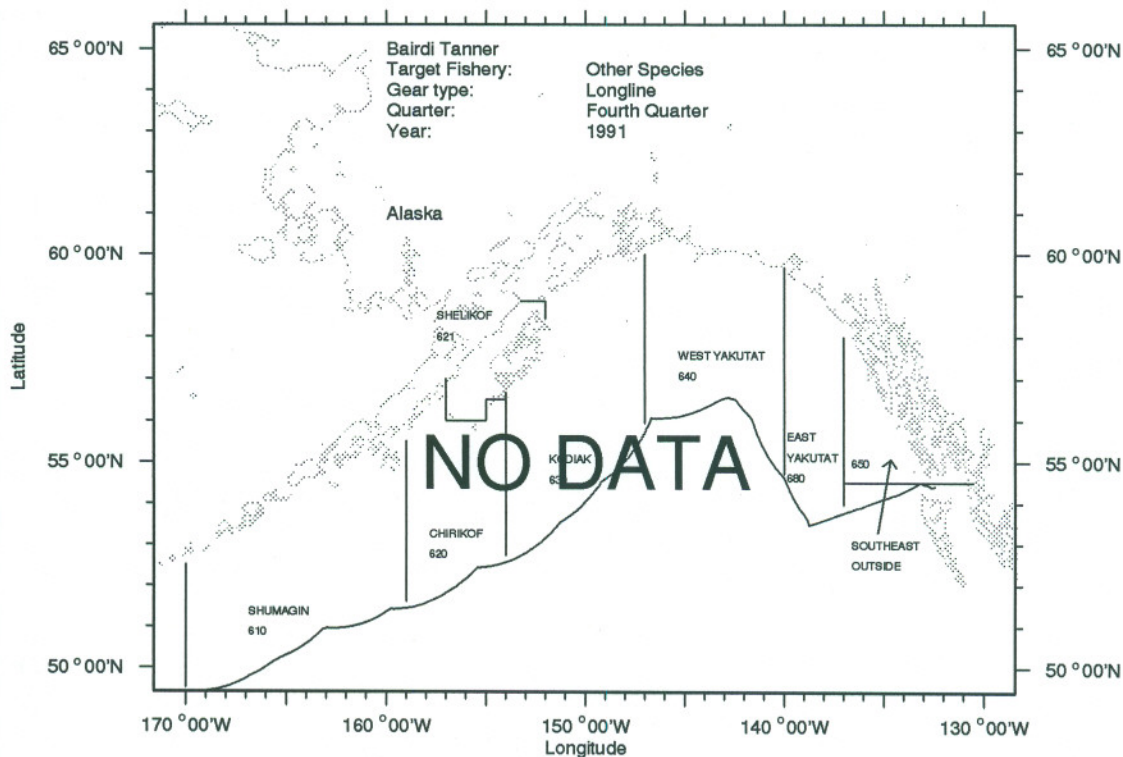 65 °00'N
65 °00'N
Bairdi Tanner
Target Fishery: Other Species
Gear type: Longline
Quarter: Fourth Quarter
Year: 1991
Alaska
60 °00'N
60 °00'N
SHELIKOF
621
WEST YAKUTAT
640
Latitude
NO DATA
KODIAK
EAST
YAKUTAT
680
650
55 °00'N
55 °00'N
CHIRIKOF
620
SOUTHEAST
OUTSIDE
SHUMAGIN
610
50 °00'N
50 °00'N
170 °00'W
160 °00'W
150 °00'W
140 °00'W
130 °00'W
Longitude